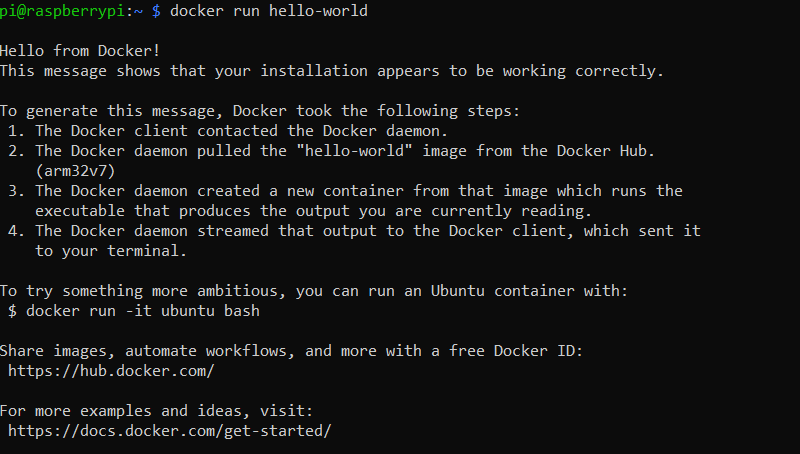 pi@raspberrypi:~ $ docker run hello-world
Hello from Docker!
This message shows that your installation appears to be working correctly.
To generate this message, Docker took the following steps:
1. The Docker client contacted the Docker daemon.
2. The Docker daemon pulled the "hello-world" image from the Docker Hub.
(arm32v7)
3. The Docker daemon created a new container from that image which runs the
executable that produces the output you are currently reading.
4. The Docker daemon streamed that output to the Docker client, which sent it
to your terminal.
To try something more ambitious, you can run an Ubuntu container with:
$ docker run -it ubuntu bash
Share images, automate workflows, and more with a free Docker ID:
https://hub.docker.com/
For more examples and ideas, visit:
https://docs.docker.com/get-started/